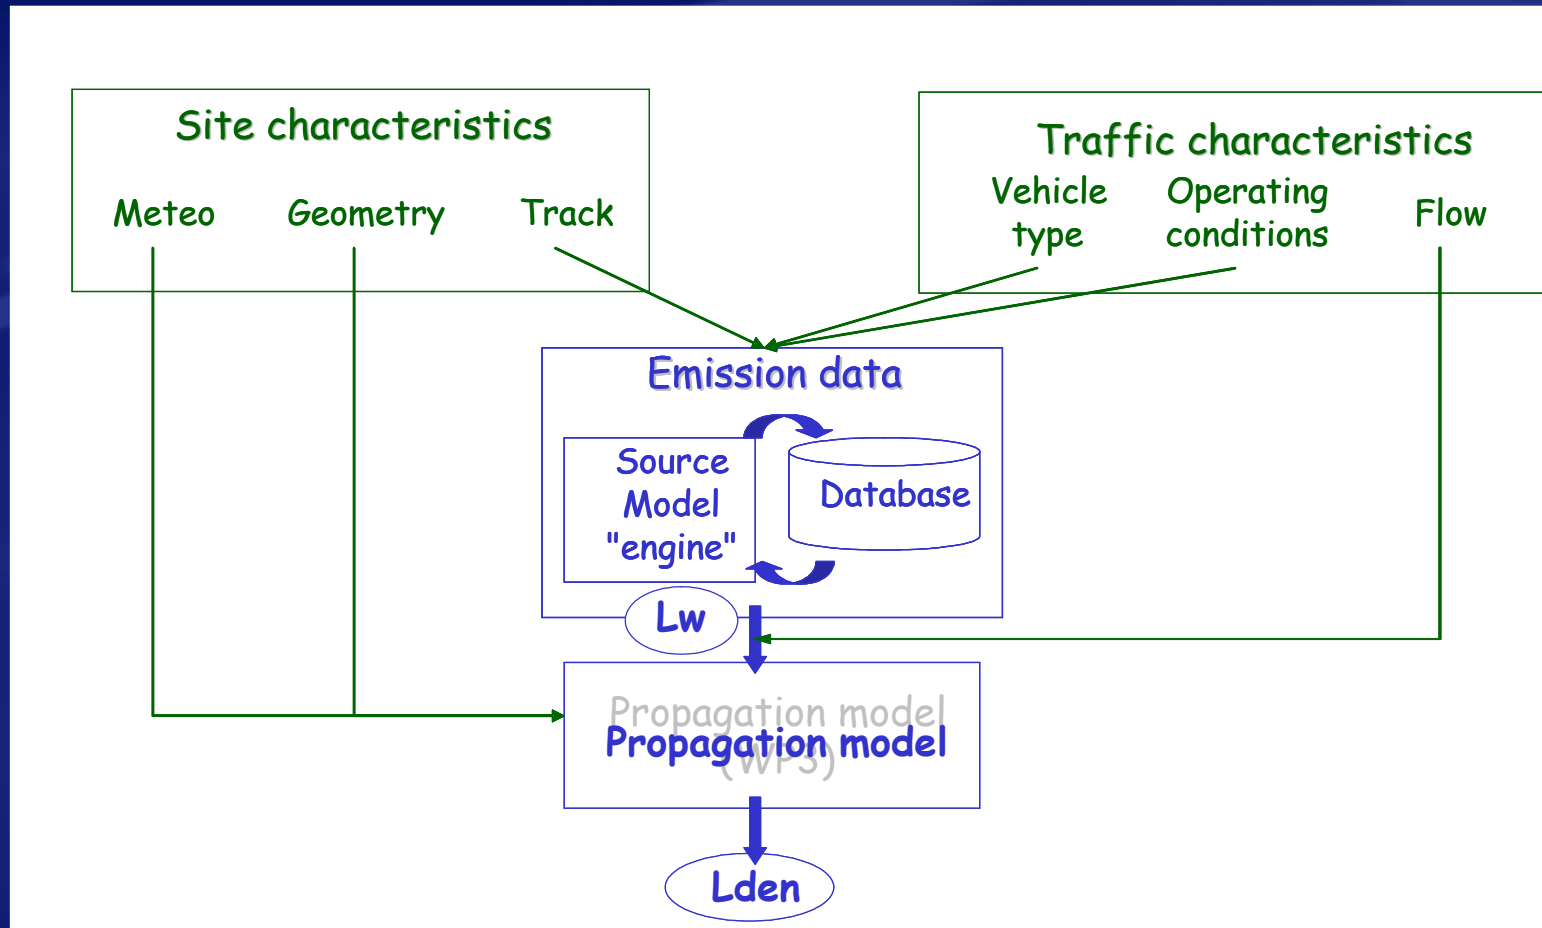 Site characteristics
Meteo
Geometry
Track
Traffic characteristics
Vehicle
type
Operating
conditions
Flow
Emission data
Source
Model
"engine"
Database
Lw
Propagation model
(WP3)
Propagation model
Lden